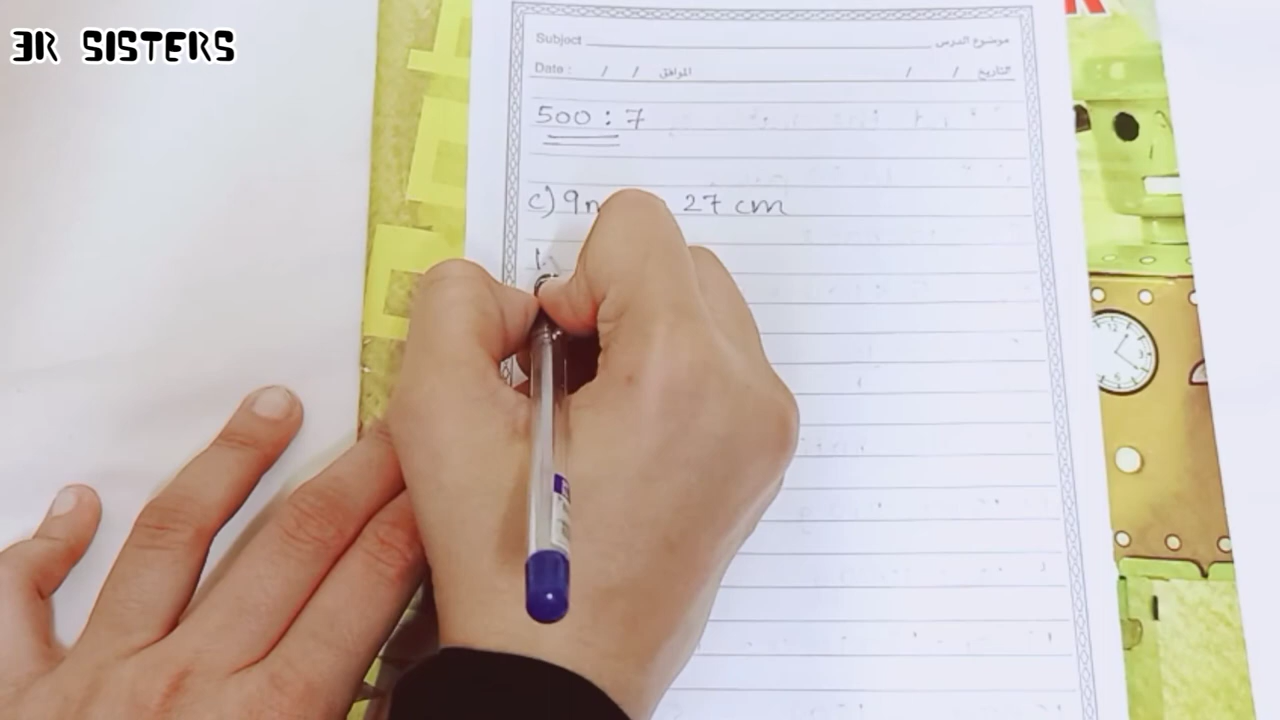 3R SISTERS
Subject موضوع الدرس
Date : / / الموافق / / التاريخ
500 : 7
c) 9m 27 cm